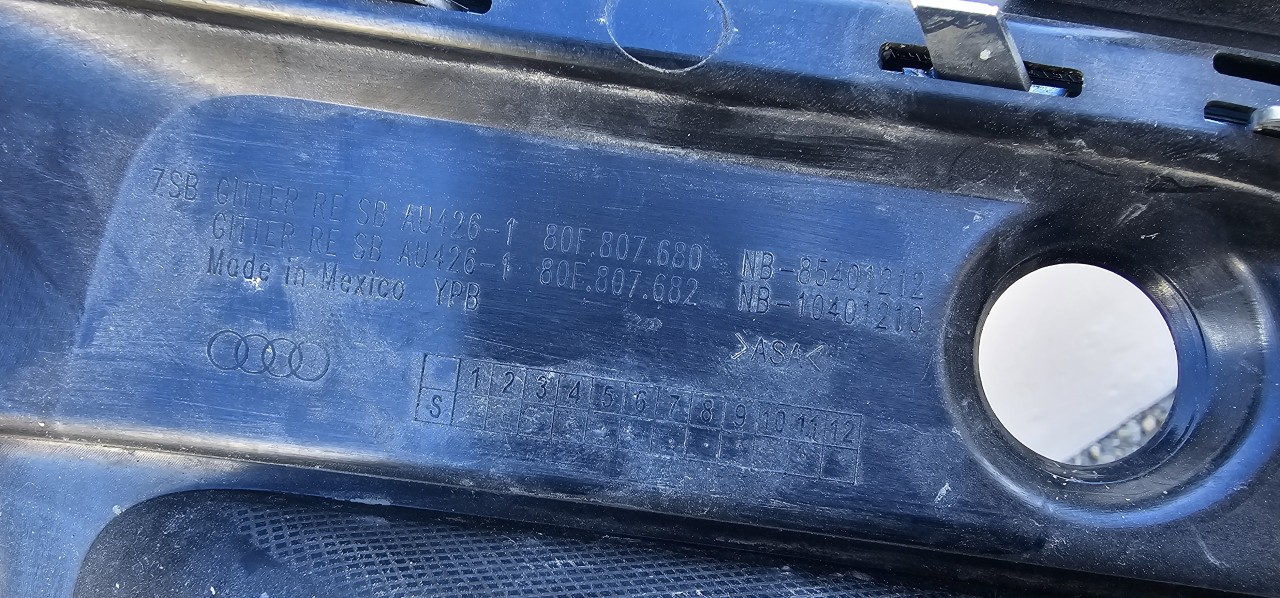 7SB GITTER RE SB AU426-1 80F.807.680 NB-85401212
GITTER RE SB AU426-1 80F.807.682 NB-10401210
Made in Mexico YPB
>ASA<
1 2 3 4 5 6 7 8 9 10 11 12
S